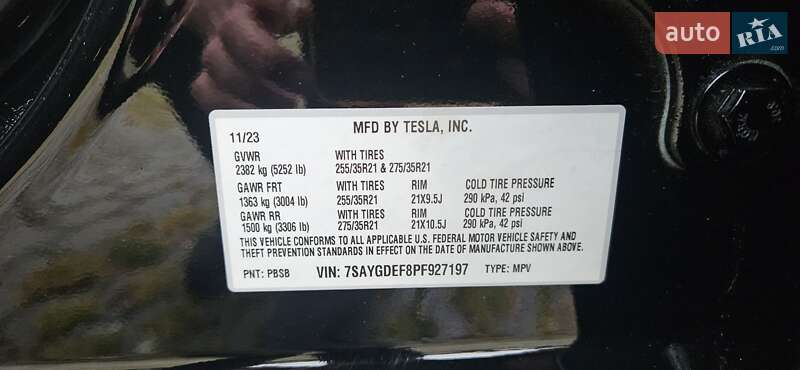 auto RIA
.com
11/23 MFD BY TESLA, INC.
GVWR WITH TIRES
2382 kg (5252 lb) 255/35R21 & 275/35R21
GAWR FRT WITH TIRES RIM COLD TIRE PRESSURE
1363 kg (3004 lb) 255/35R21 21X9.5J 290 kPa, 42 psi
GAWR RR WITH TIRES RIM COLD TIRE PRESSURE
1500 kg (3306 lb) 275/35R21 21X10.5J 290 kPa, 42 psi
THIS VEHICLE CONFORMS TO ALL APPLICABLE U.S. FEDERAL MOTOR VEHICLE SAFETY AND
THEFT PREVENTION STANDARDS IN EFFECT ON THE DATE OF MANUFACTURE SHOWN ABOVE.
PNT: PBSB VIN: 7SAYGDEF8PF927197 TYPE: MPV